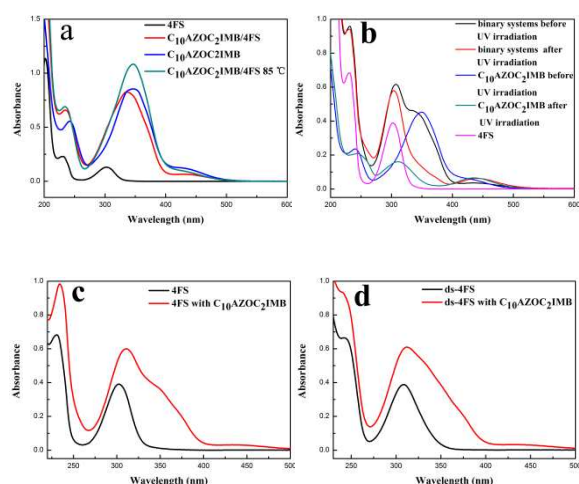 a
4FS
C10AZOC2IMB/4FS
C10AZOC2IMB
C10AZOC2IMB/4FS 85 ℃
Absorbance
1.5
1.0
0.5
0.0
200 300 400 500 600
Wavelength (nm)
b
binary systems before
UV irradiation
binary systems after
UV irradiation
C10AZOC2IMB before
UV irradiation
C10AZOC2IMB after
UV irradiation
4FS
Absorbance
1.0
0.8
0.6
0.4
0.2
0.0
200 300 400 500 600
Wavelength (nm)
c
4FS
4FS with C10AZOC2IMB
Absorbance
1.0
0.8
0.6
0.4
0.2
0.0
250 300 350 400 450 500
Wavelength (nm)
d
ds-4FS
ds-4FS with C10AZOC2IMB
Absorbance
1.0
0.8
0.6
0.4
0.2
0.0
250 300 350 400 450 500
Wavelength (nm)